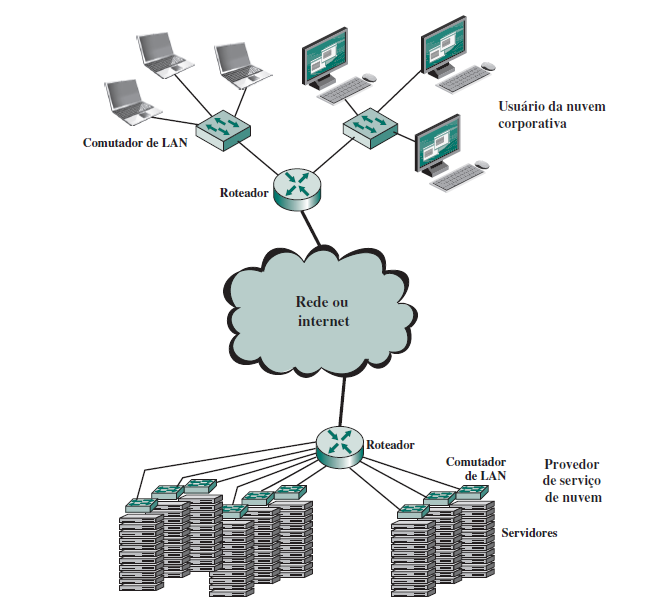 Usuário da nuvem
corporativa
Comutador de LAN
Roteador
Rede ou
internet
Roteador
Comutador
de LAN
Provedor
de serviço
de nuvem
Servidores